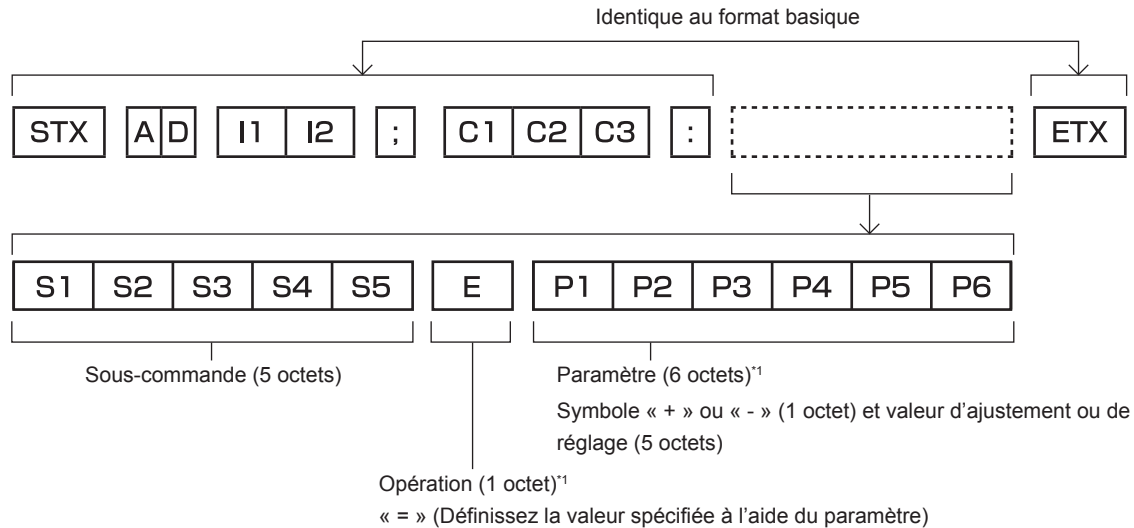 Identique au format basique
STX A D I1 I2 ; C1 C2 C3 : ETX
S1 S2 S3 S4 S5 E P1 P2 P3 P4 P5 P6
Sous-commande (5 octets)
Paramètre (6 octets)*1
Symbole « + » ou « - » (1 octet) et valeur d'ajustement ou de
réglage (5 octets)
Opération (1 octet)*1
« = » (Définissez la valeur spécifiée à l'aide du paramètre)